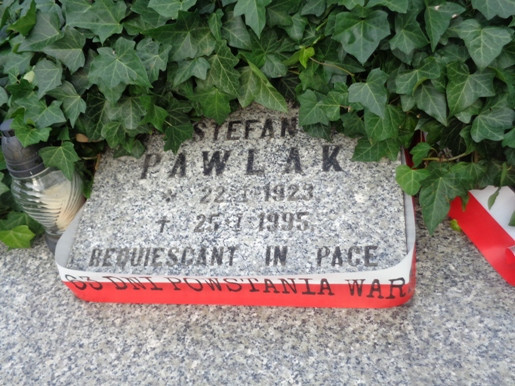 STEFAN
PAWLAK
* 22 I 1923
† 25 I 1995
REQUIESCANT IN PACE
63 DNI POWSTANIA WAR